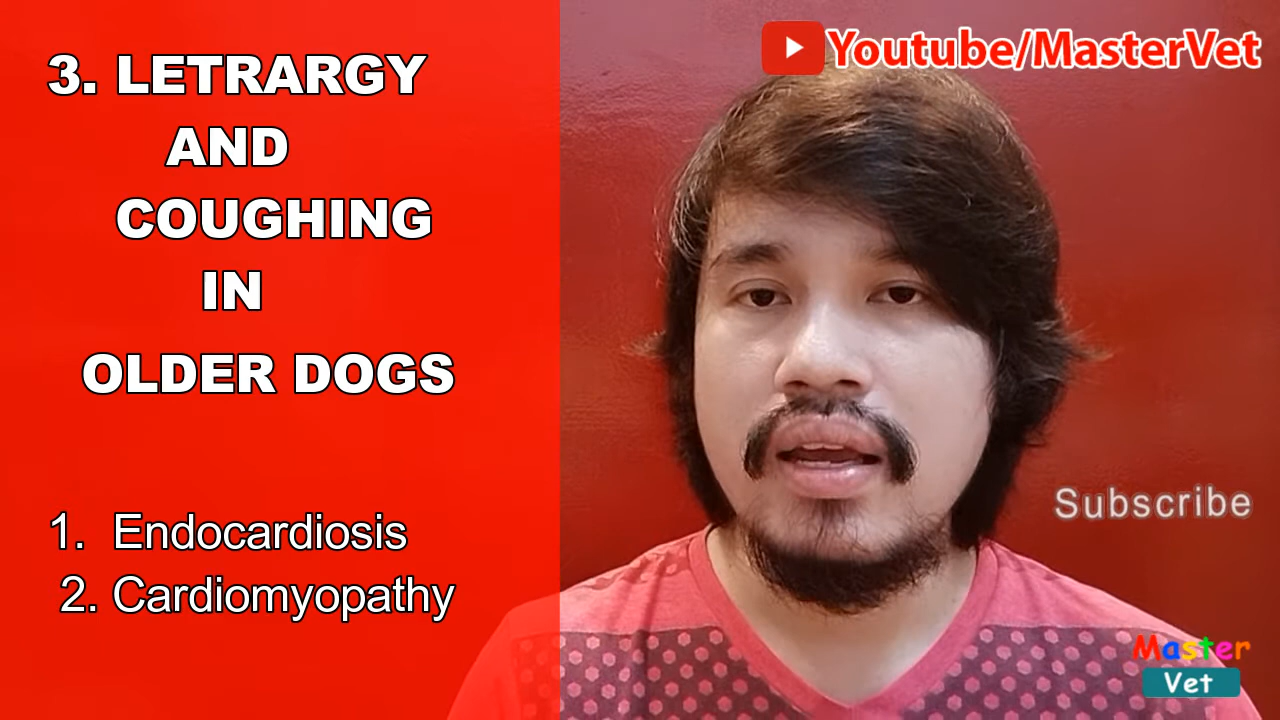 3. LETRARGY
AND
COUGHING
IN
OLDER DOGS
1. Endocardiosis
2. Cardiomyopathy
Youtube/MasterVet
Subscribe
Master
Vet